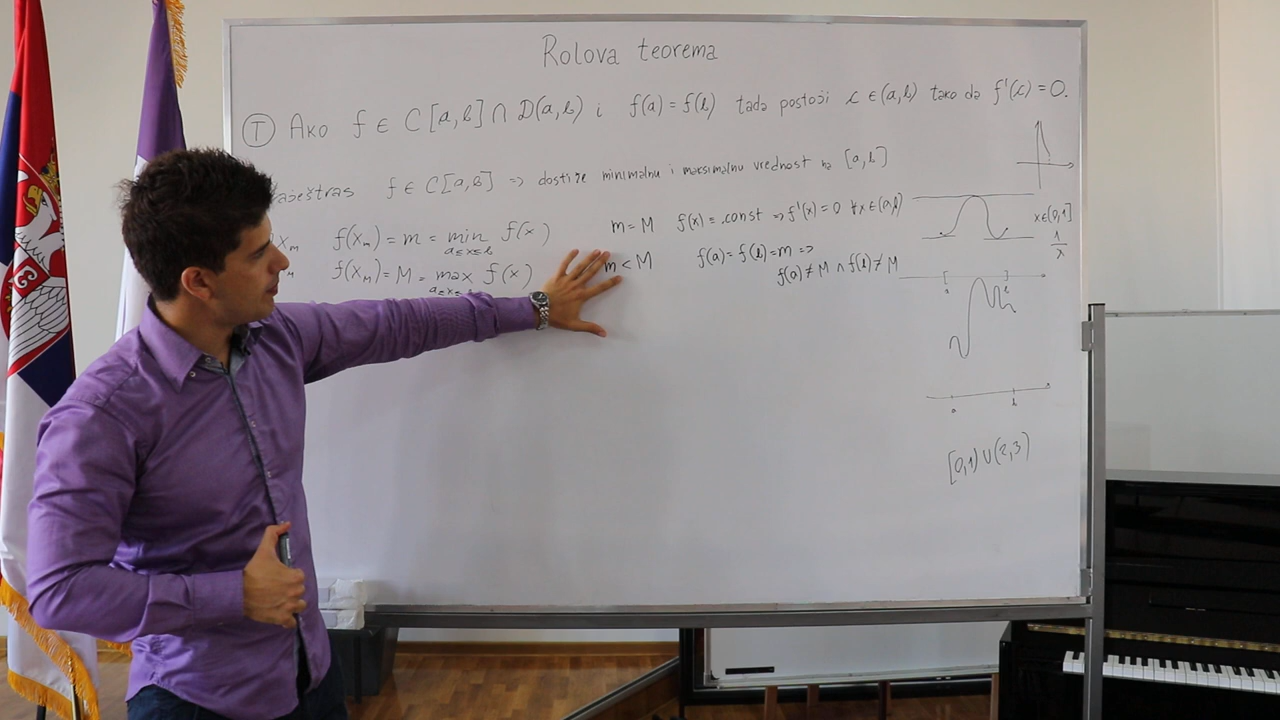 Rolova teorema
T Ako f ∈ C[a,b] ∩ D(a,b) i f(a) = f(b) tada postoji c ∈ (a,b) tako da f'(c) = 0.
f ∈ C[a,b] => dostiže minimalnu i maksimalnu vrednost na [a,b]
x_m f(x_m) = m = min f(x) m = M f(x) = const => f'(x) = 0 ∀x ∈ (a,b)
a≤x≤b
f(x_M) = M = max f(x) m < M f(a) = f(b) = m =>
a≤x≤b
f(a) ≠ M ∧ f(b) ≠ M
x ∈ (0,1]
1/x
a b
a b
[0,1) ∪ (2,3)